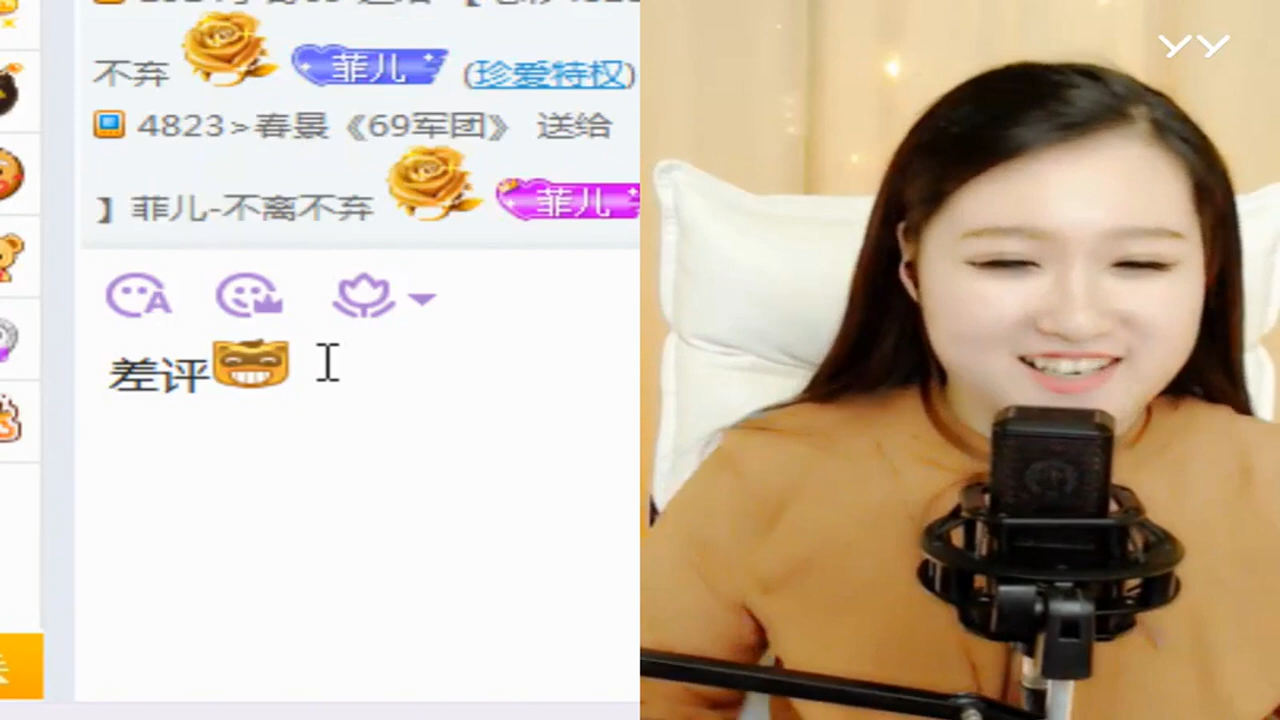 不弃 菲儿 (珍爱特权)
4823>春景《69军团》 送给
】菲儿-不离不弃 菲儿
差评
YY